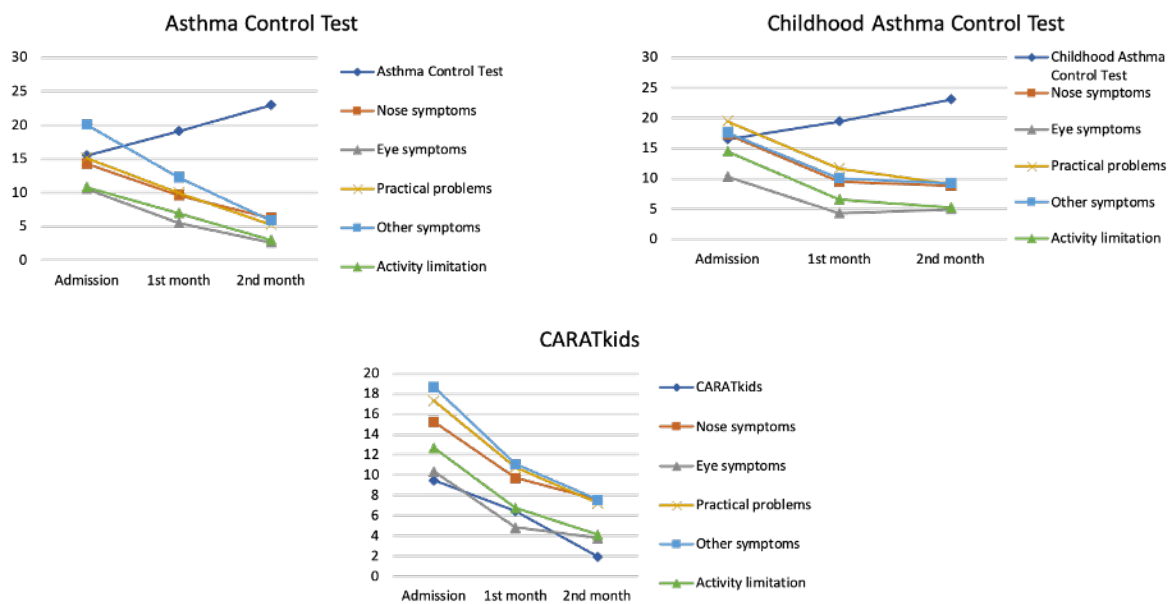 Asthma Control Test
30
25
20
15
10
5
0
Admission
1st month
2nd month
Asthma Control Test
Nose symptoms
Eye symptoms
Practical problems
Other symptoms
Activity limitation
Childhood Asthma Control Test
30
25
20
15
10
5
0
Admission
1st month
2nd month
Childhood Asthma
Control Test
Nose symptoms
Eye symptoms
Practical problems
Other symptoms
Activity limitation
CARATkids
20
18
16
14
12
10
8
6
4
2
0
Admission
1st month
2nd month
CARATkids
Nose symptoms
Eye symptoms
Practical problems
Other symptoms
Activity limitation